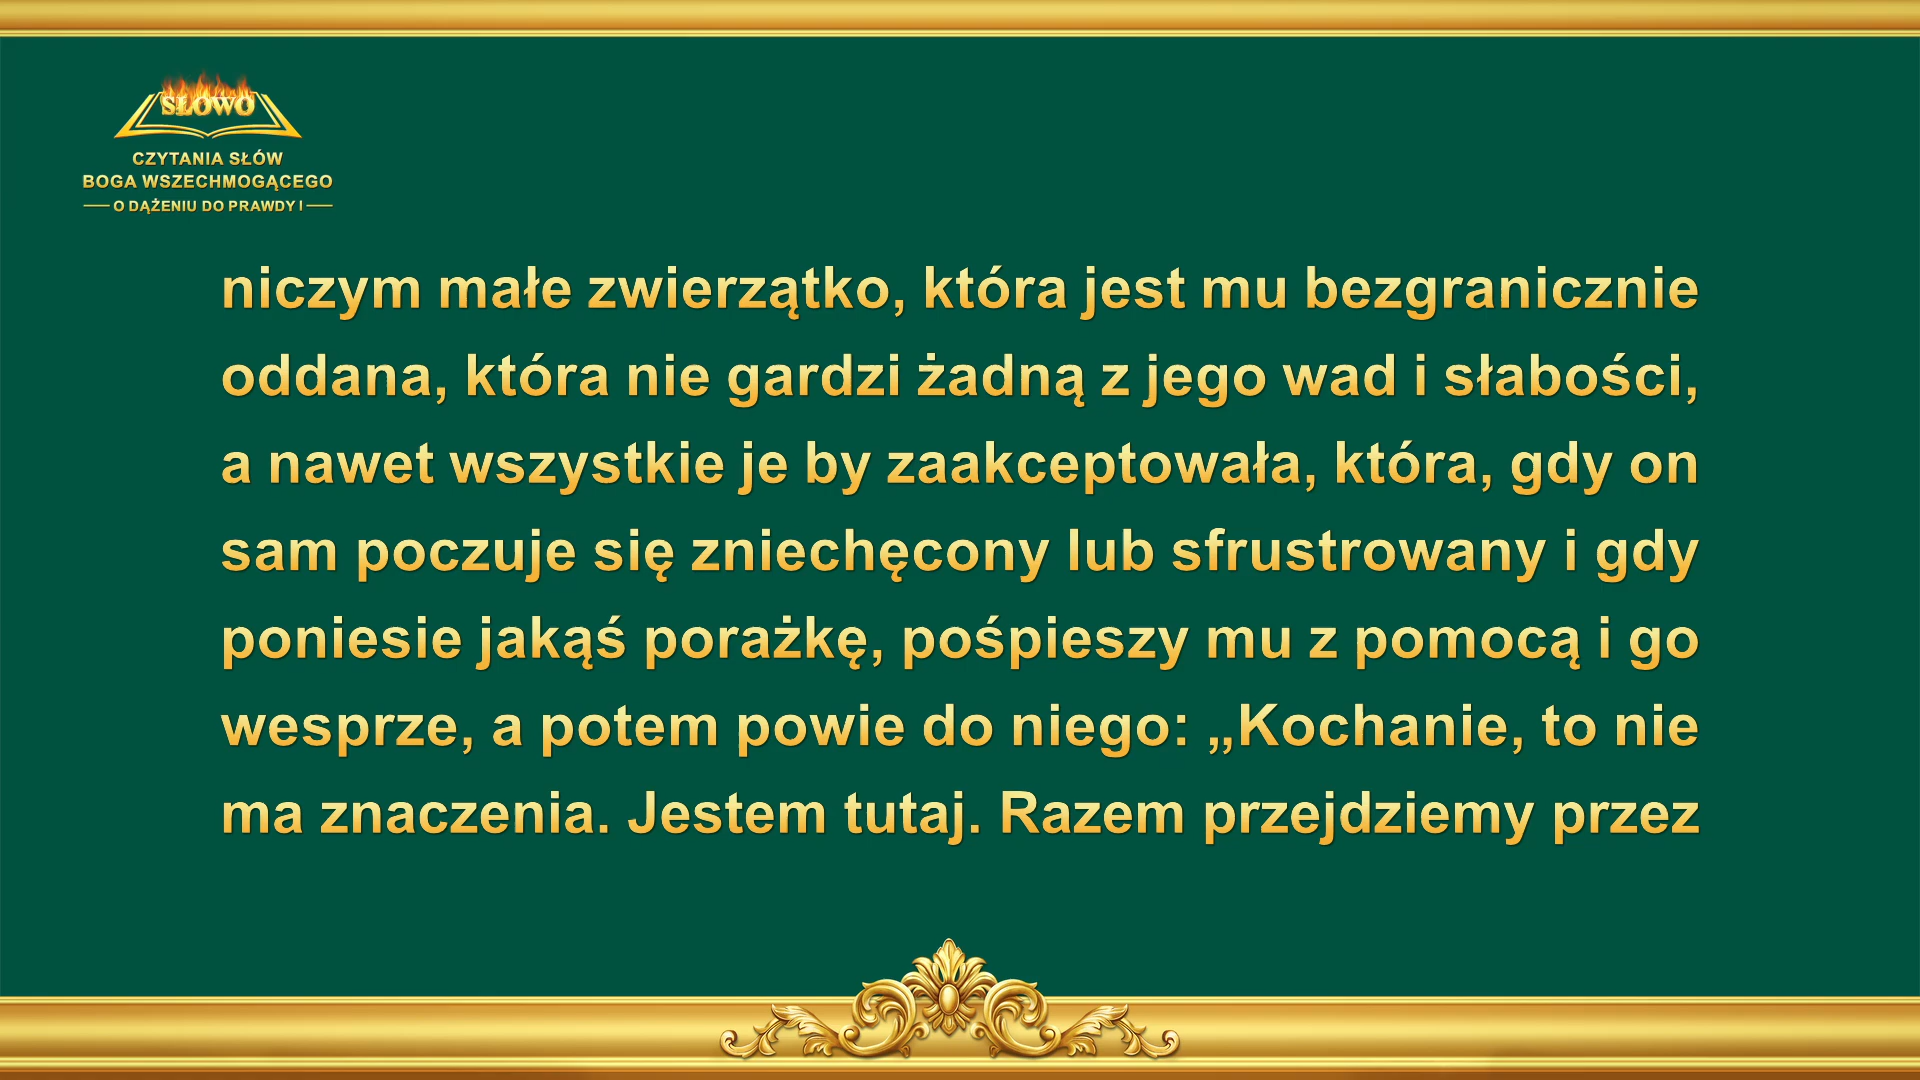 SŁOWO
CZYTANIA SŁÓW
BOGA WSZECHMOGĄCEGO
O DĄŻENIU DO PRAWDY I
niczym małe zwierzątko, która jest mu bezgranicznie
oddana, która nie gardzi żadną z jego wad i słabości,
a nawet wszystkie je by zaakceptowała, która, gdy on
sam poczuje się zniechęcony lub sfrustrowany i gdy
poniesie jakąś porażkę, pośpieszy mu z pomocą i go
wesprze, a potem powie do niego: „Kochanie, to nie
ma znaczenia. Jestem tutaj. Razem przejdziemy przez